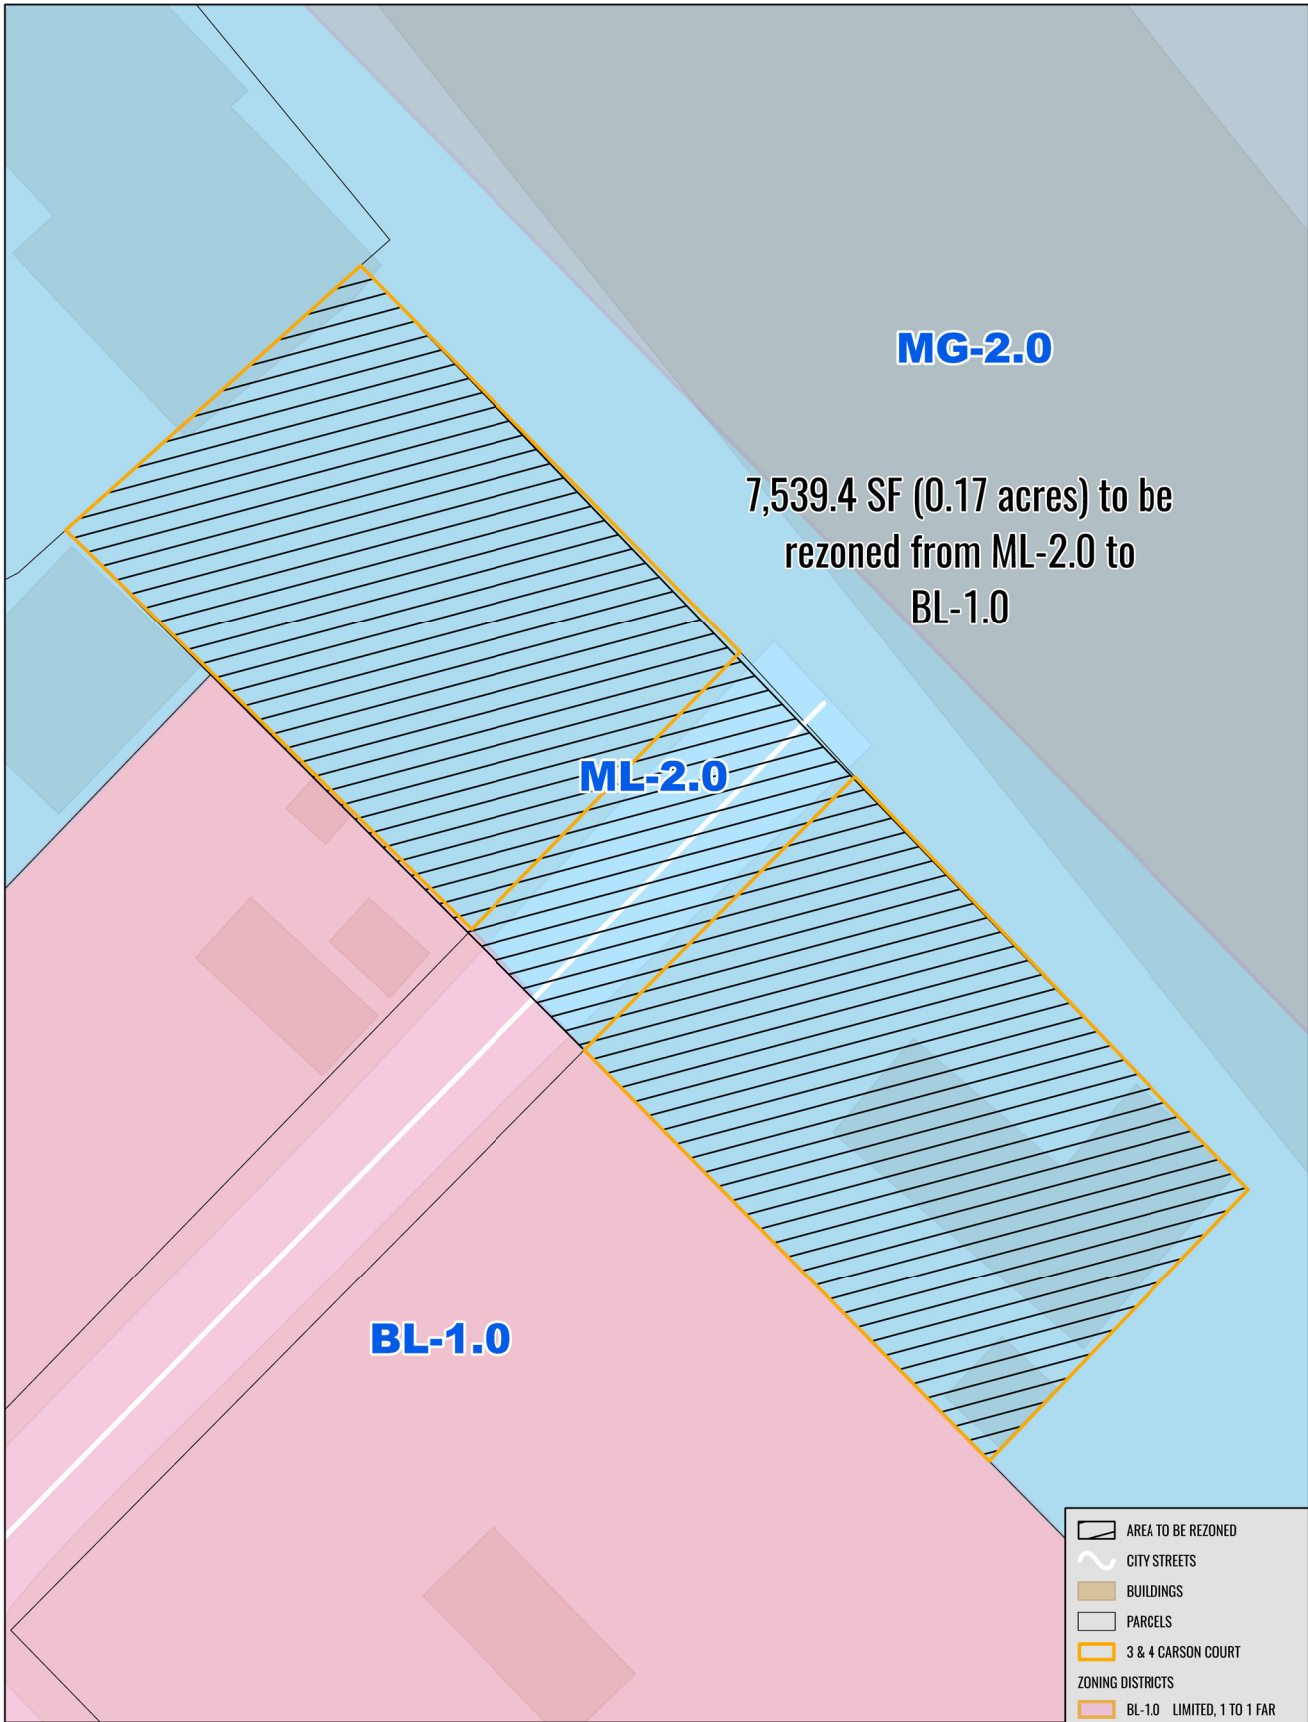 MG-2.0
7,539.4 SF (0.17 acres) to be
rezoned from ML-2.0 to
BL-1.0
ML-2.0
BL-1.0
AREA TO BE REZONED
CITY STREETS
BUILDINGS
PARCELS
3 & 4 CARSON COURT
ZONING DISTRICTS
BL-1.0 LIMITED, 1 TO 1 FAR